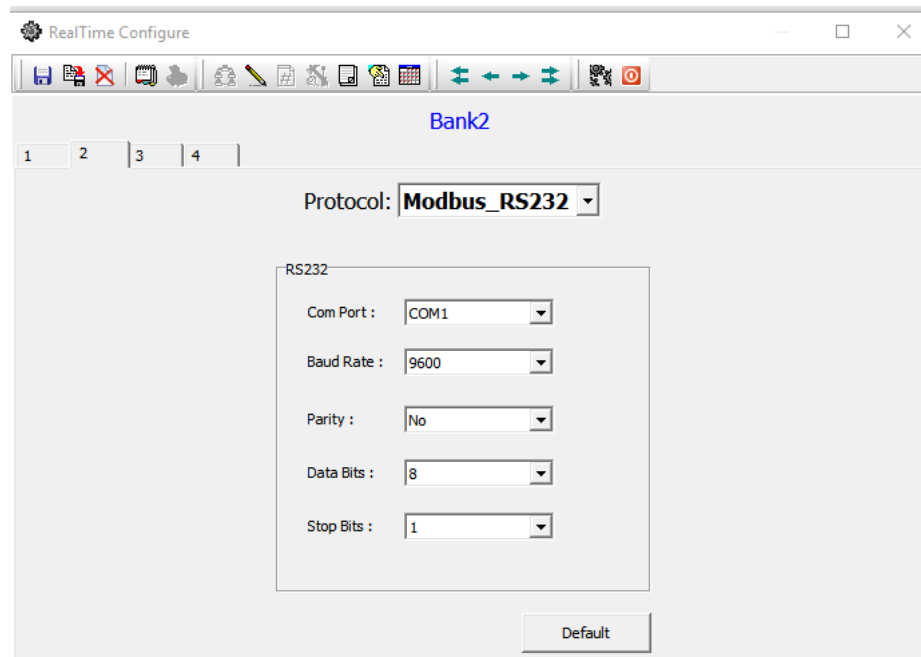 RealTime Configure
Bank2
1 2 3 4
Protocol: Modbus_RS232
RS232
Com Port : COM1
Baud Rate : 9600
Parity : No
Data Bits : 8
Stop Bits : 1
Default